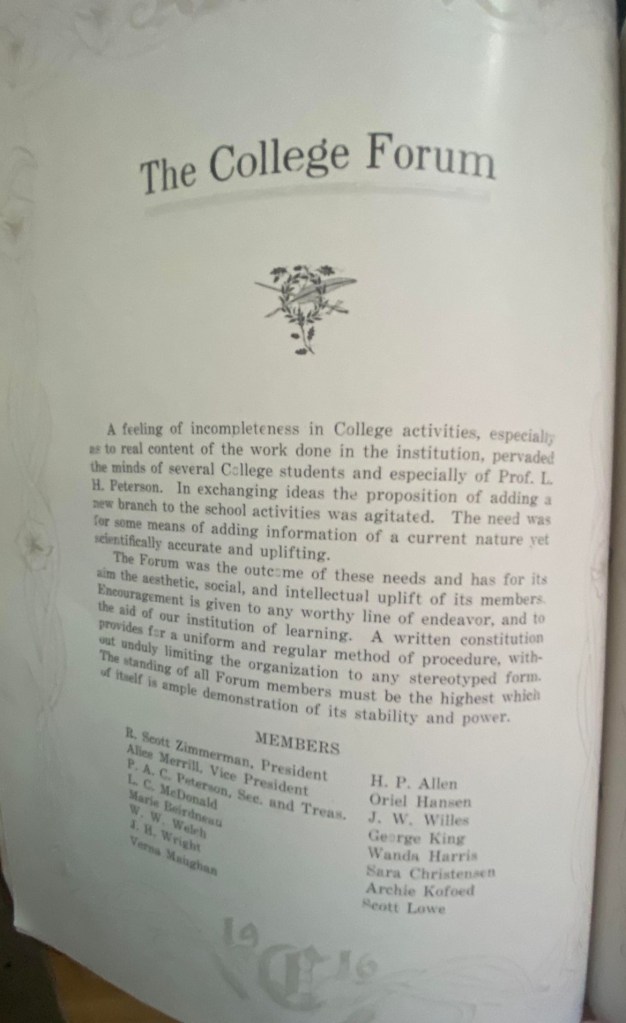 The College Forum
A feeling of incompleteness in College activities, especially
as to real content of the work done in the institution, pervaded
the minds of several College students and especially of Prof. L.
H. Peterson. In exchanging ideas the proposition of adding a
new branch to the school activities was agitated. The need was
for some means of adding information of a current nature yet
scientifically accurate and uplifting.
The Forum was the outcome of these needs and has for its
aim the aesthetic, social, and intellectual uplift of its members.
Encouragement is given to any worthy line of endeavor, and to
the aid of our institution of learning. A written constitution
provides for a uniform and regular method of procedure, with-
out unduly limiting the organization to any stereotyped form.
The standing of all Forum members must be the highest which
of itself is ample demonstration of its stability and power.
MEMBERS
R. Scott Zimmerman, President
Alice Merrill, Vice President
P. A. C. Peterson, Sec. and Treas.
L. C. McDonald
Marie Beirdneau
W. W. Welch
J. H. Wright
Verna Maughan
H. P. Allen
Oriel Hansen
J. W. Willes
George King
Wanda Harris
Sara Christensen
Archie Kofoed
Scott Lowe
19 C 16